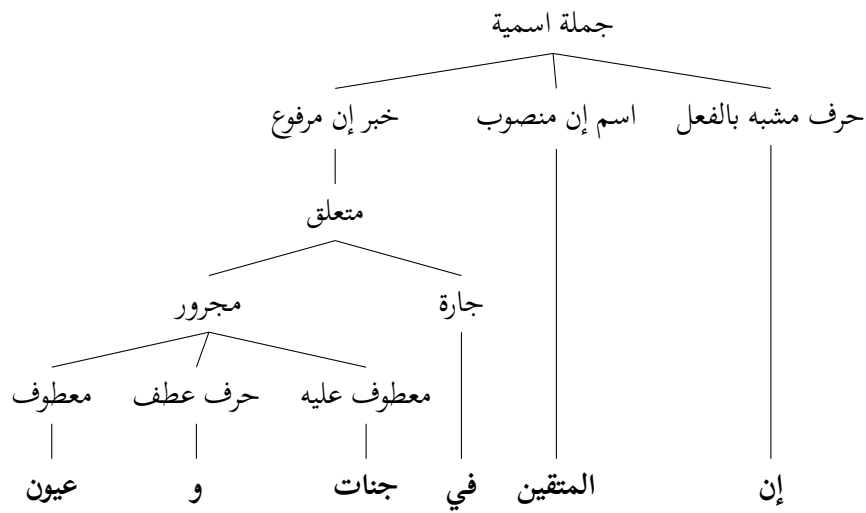 جملة اسمية
حرف مشبه بالفعل اسم إن منصوب خبر إن مرفوع
متعلق
جارة مجرور
معطوف عليه حرف عطف معطوف
إن المتقين في جنات و عيون